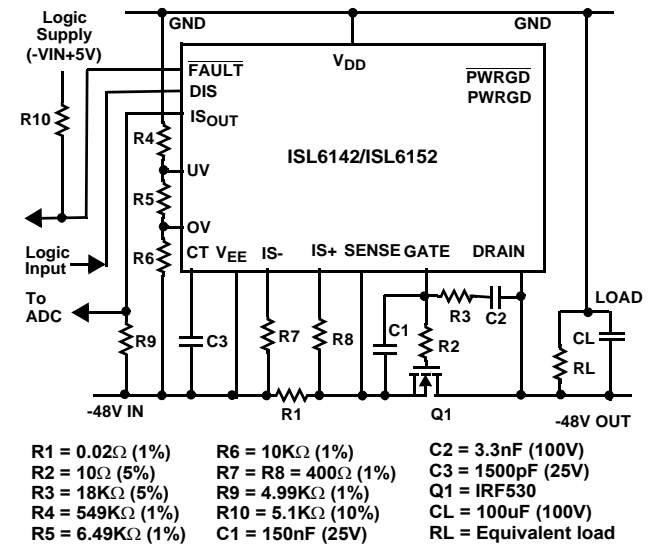 Logic
Supply
(-VIN+5V)
GND
GND
VDD
FAULT
DIS
ISOUT
PWRGD
PWRGD
R10
R4
ISL6142/ISL6152
UV
R5
OV
R6
Logic
Input
CT
VEE
IS-
IS+
SENSE
GATE
DRAIN
To
ADC
LOAD
R9
C3
R7
R8
C1
R3
C2
R2
CL
RL
-48V IN
R1
Q1
-48V OUT
R1 = 0.02Ω (1%)
R2 = 10Ω (5%)
R3 = 18KΩ (5%)
R4 = 549KΩ (1%)
R5 = 6.49KΩ (1%)
R6 = 10KΩ (1%)
R7 = R8 = 400Ω (1%)
R9 = 4.99KΩ (1%)
R10 = 5.1KΩ (10%)
C1 = 150nF (25V)
C2 = 3.3nF (100V)
C3 = 1500pF (25V)
Q1 = IRF530
CL = 100uF (100V)
RL = Equivalent load